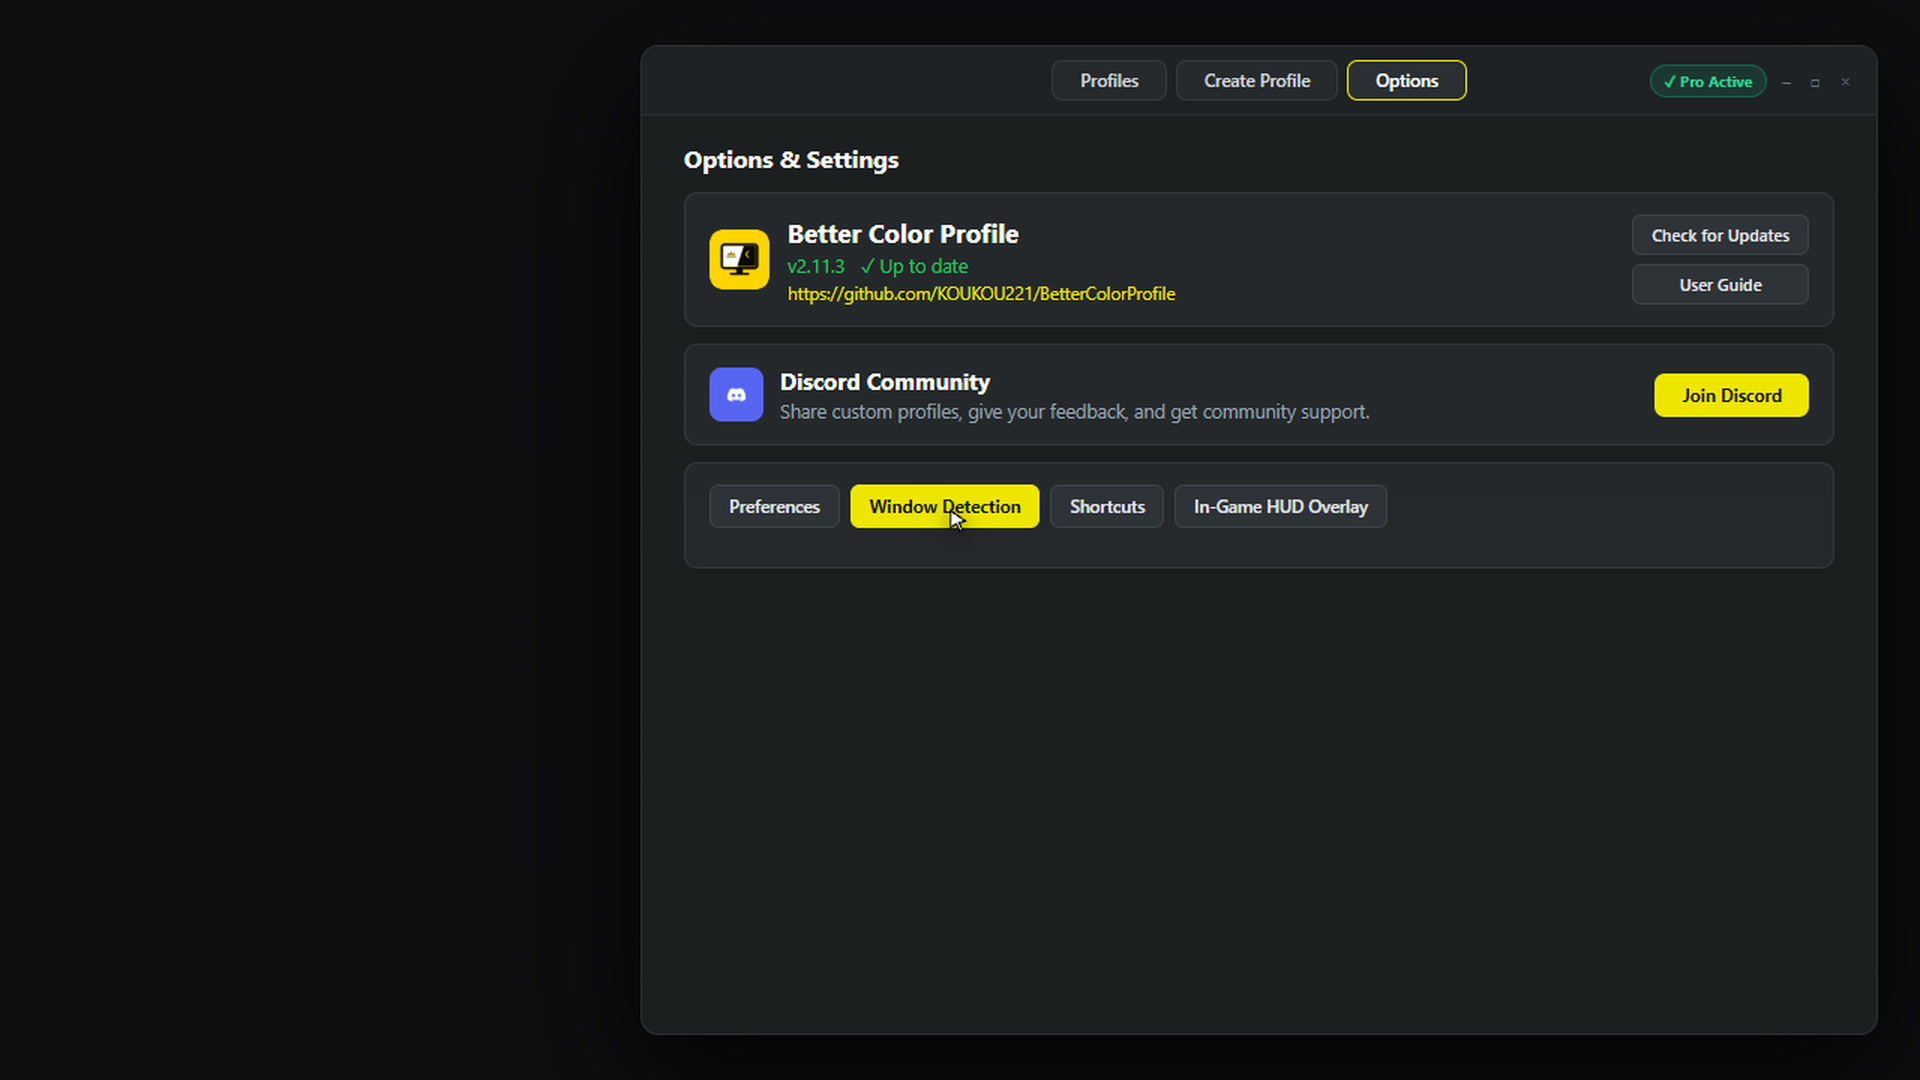 Profiles
Create Profile
Options
✓ Pro Active
Options & Settings
Better Color Profile
v2.11.3 ✓ Up to date
https://github.com/KOUKOU221/BetterColorProfile
Check for Updates
User Guide
Discord Community
Share custom profiles, give your feedback, and get community support.
Join Discord
Preferences
Window Detection
Shortcuts
In-Game HUD Overlay